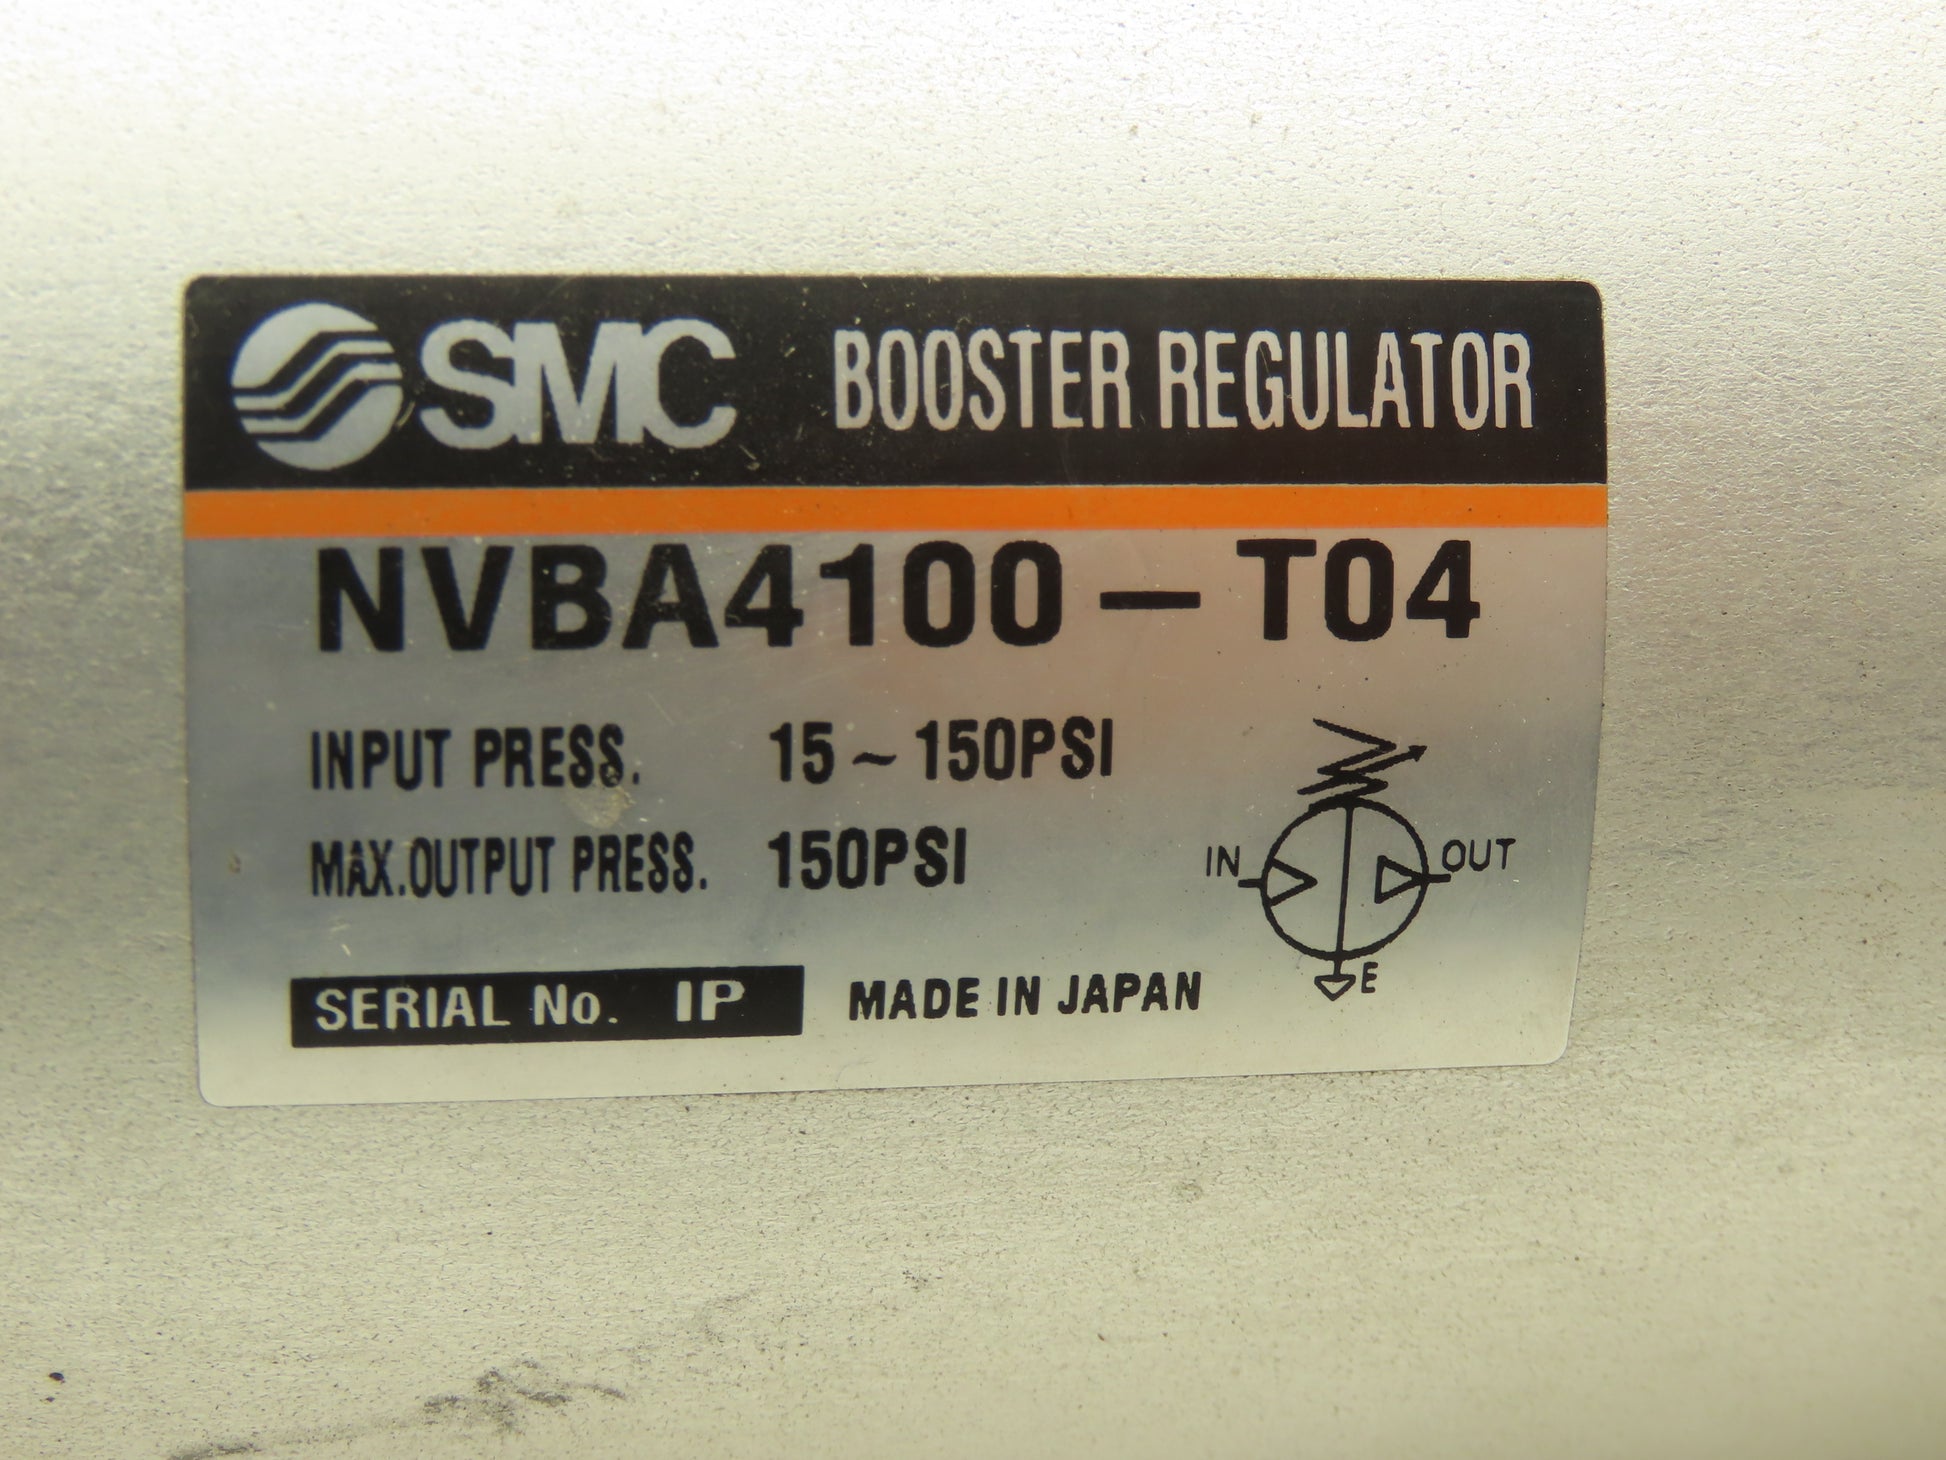 SMC BOOSTER REGULATOR
NVBA4100-T04
INPUT PRESS. 15~150PSI
MAX.OUTPUT PRESS. 150PSI
IN OUT
E
SERIAL No. IP MADE IN JAPAN